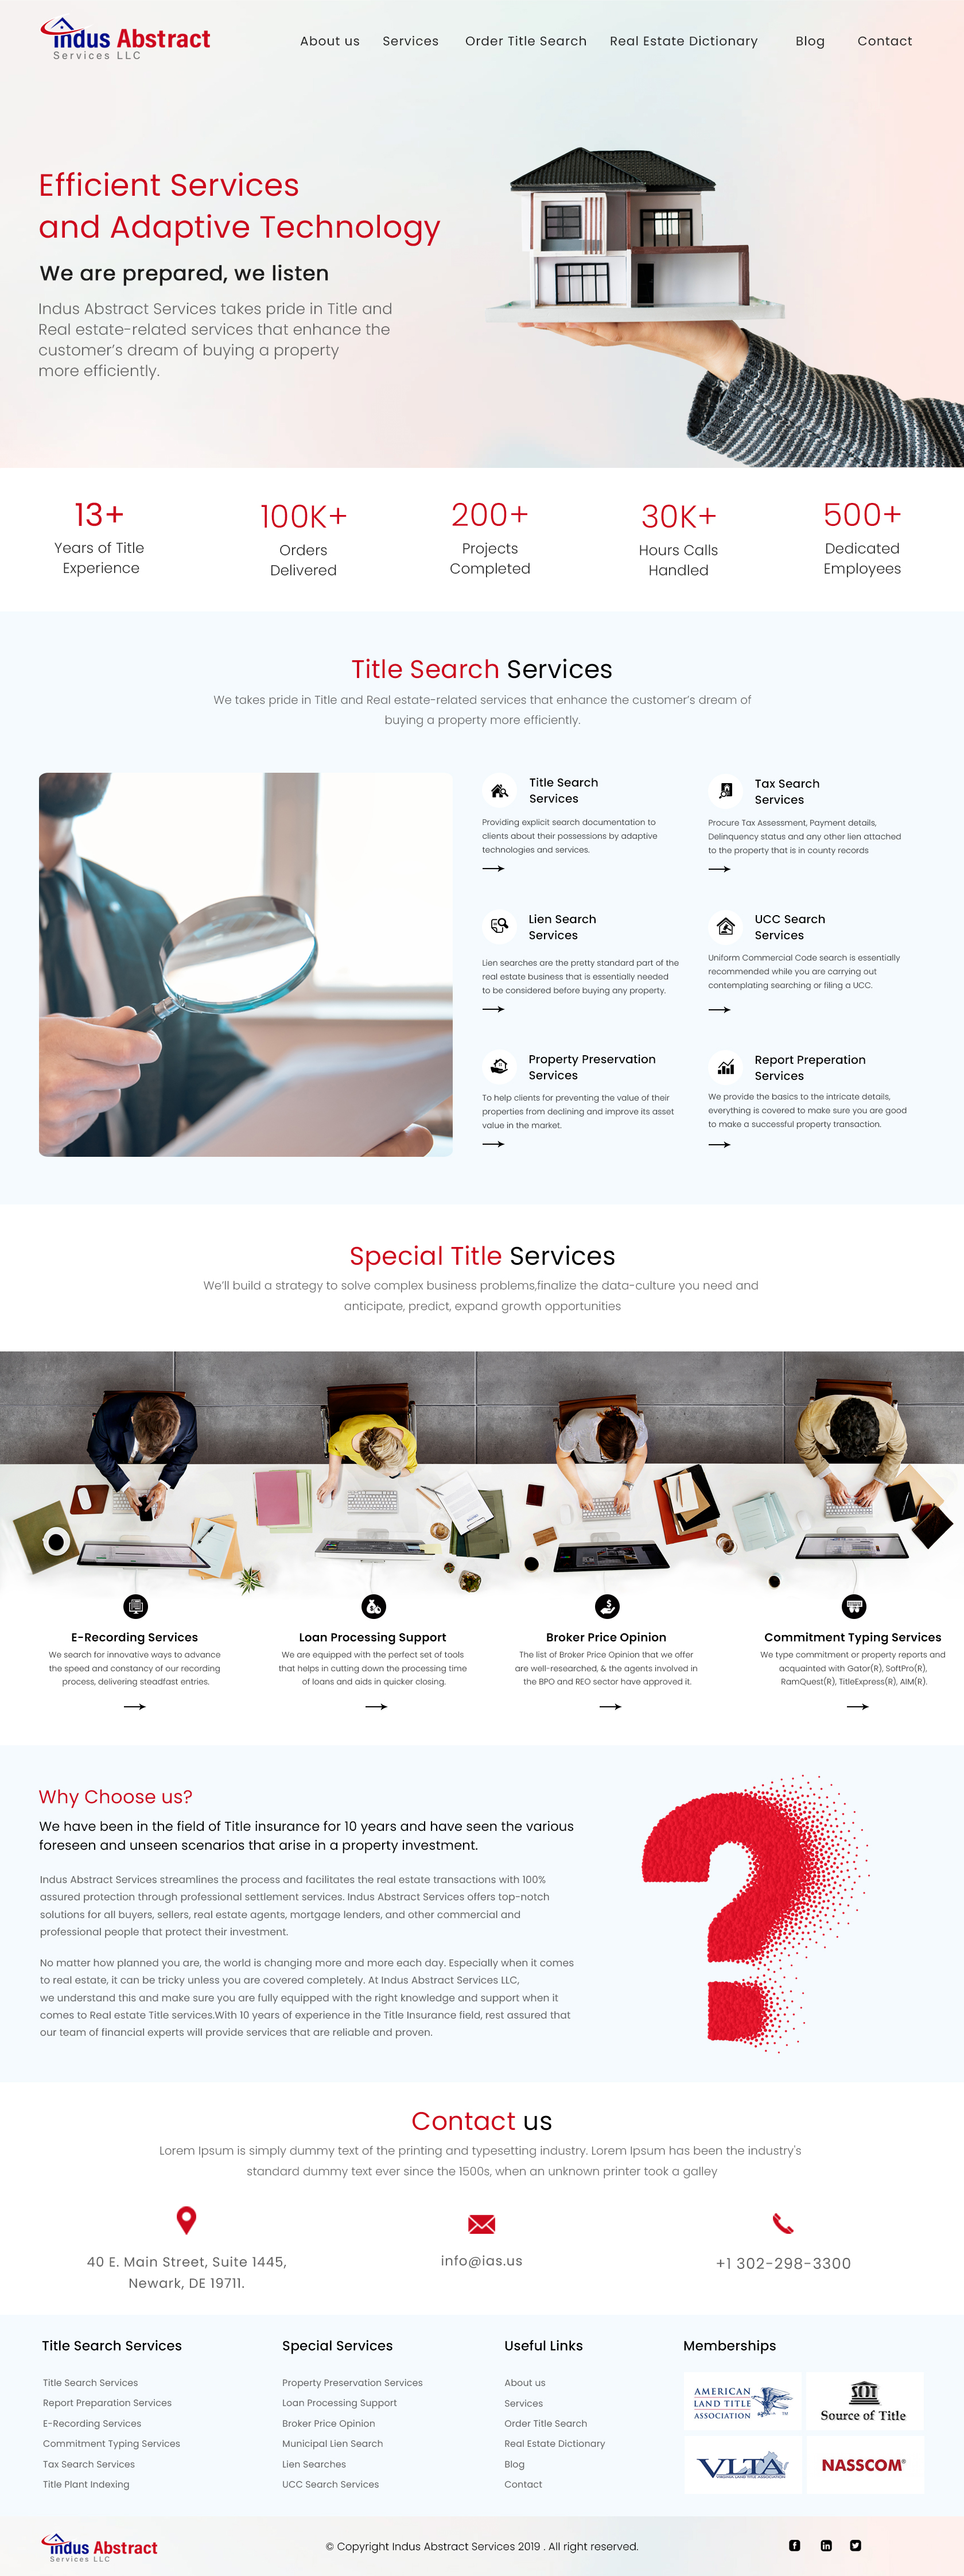 indus Abstract
Services LLC
About us
Services
Order Title Search
Real Estate Dictionary
Blog
Contact
Efficient Services
and Adaptive Technology
We are prepared, we listen
Indus Abstract Services takes pride in Title and
Real estate-related services that enhance the
customer’s dream of buying a property
more efficiently.
13+
Years of Title
Experience
100K+
Orders
Delivered
200+
Projects
Completed
30K+
Hours Calls
Handled
500+
Dedicated
Employees
Title Search Services
We takes pride in Title and Real estate-related services that enhance the customer’s dream of
buying a property more efficiently.
Title Search
Services
Providing explicit search documentation to
clients about their possessions by adaptive
technologies and services.
Tax Search
Services
Procure Tax Assessment, Payment details,
Delinquency status and any other lien attached
to the property that is in county records
Lien Search
Services
Lien searches are the pretty standard part of the
real estate business that is essentially needed
to be considered before buying any property.
UCC Search
Services
Uniform Commercial Code search is essentially
recommended while you are carrying out
contemplating searching or filing a UCC.
Property Preservation
Services
To help clients for preventing the value of their
properties from declining and improve its asset
value in the market.
Report Preperation
Services
We provide the basics to the intricate details,
everything is covered to make sure you are good
to make a successful property transaction.
Special Title Services
We’ll build a strategy to solve complex business problems,finalize the data-culture you need and
anticipate, predict, expand growth opportunities
E-Recording Services
We search for innovative ways to advance
the speed and constancy of our recording
process, delivering steadfast entries.
Loan Processing Support
We are equipped with the perfect set of tools
that helps in cutting down the processing time
of loans and aids in quicker closing.
Broker Price Opinion
The list of Broker Price Opinion that we offer
are well-researched, & the agents involved in
the BPO and REO sector have approved it.
Commitment Typing Services
We type commitment or property reports and
acquainted with Gator(R), SoftPro(R),
RamQuest(R), TitleExpress(R), AIM(R).
Why Choose us?
We have been in the field of Title insurance for 10 years and have seen the various
foreseen and unseen scenarios that arise in a property investment.
Indus Abstract Services streamlines the process and facilitates the real estate transactions with 100%
assured protection through professional settlement services. Indus Abstract Services offers top-notch
solutions for all buyers, sellers, real estate agents, mortgage lenders, and other commercial and
professional people that protect their investment.
No matter how planned you are, the world is changing more and more each day. Especially when it comes
to real estate, it can be tricky unless you are covered completely. At Indus Abstract Services LLC,
we understand this and make sure you are fully equipped with the right knowledge and support when it
comes to Real estate Title services.With 10 years of experience in the Title Insurance field, rest assured that
our team of financial experts will provide services that are reliable and proven.
?
Contact us
Lorem Ipsum is simply dummy text of the printing and typesetting industry. Lorem Ipsum has been the industry's
standard dummy text ever since the 1500s, when an unknown printer took a galley
40 E. Main Street, Suite 1445,
Newark, DE 19711.
info@ias.us
+1 302-298-3300
Title Search Services
Title Search Services
Report Preparation Services
E-Recording Services
Commitment Typing Services
Tax Search Services
Title Plant Indexing
Special Services
Property Preservation Services
Loan Processing Support
Broker Price Opinion
Municipal Lien Search
Lien Searches
UCC Search Services
Useful Links
About us
Services
Order Title Search
Real Estate Dictionary
Blog
Contact
Memberships
AMERICAN
LAND TITLE
ASSOCIATION
TM
SOT
Source of Title
VLTA
VIRGINIA LAND TITLE ASSOCIATION
NASSCOM®
indus Abstract
Services LLC
© Copyright Indus Abstract Services 2019 . All right reserved.